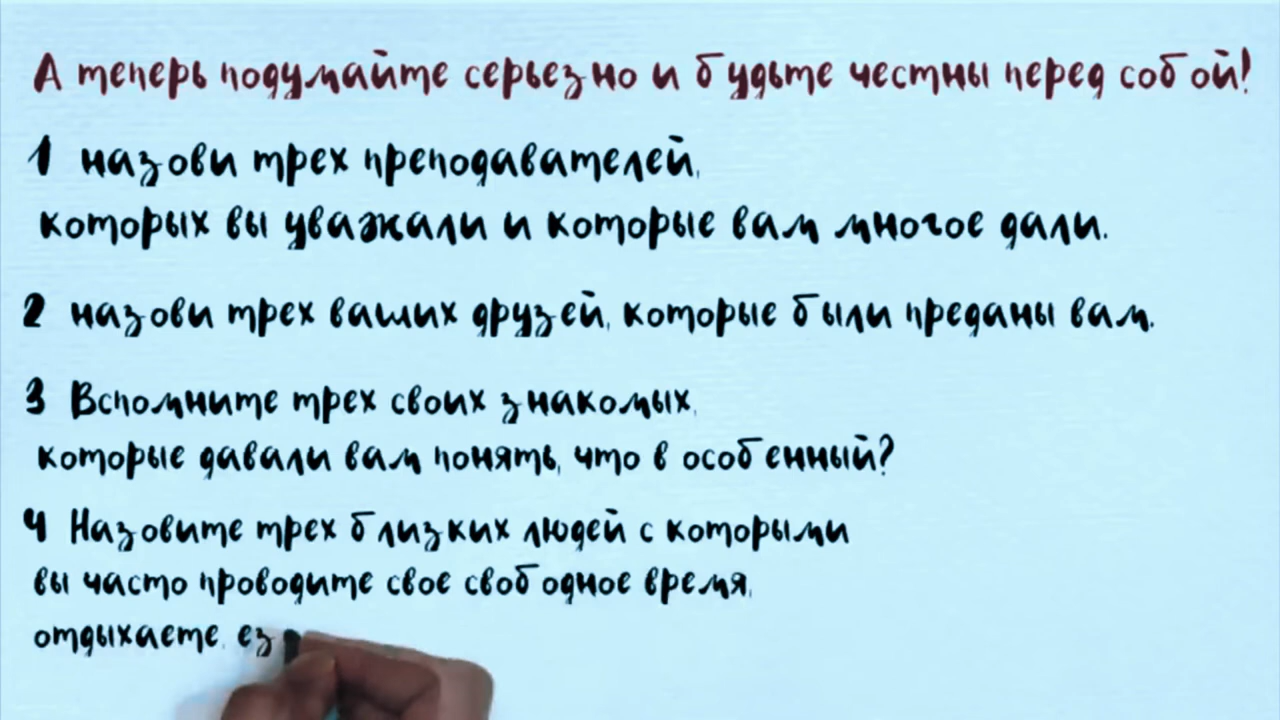 А теперь подумайте серьезно и будьте честны перед собой!
1 назови трех преподавателей,
которых вы уважали и которые вам многое дали.
2 назови трех ваших друзей, которые были преданы вам.
3 Вспомните трех своих знакомых,
которые давали вам понять, что в особенный?
4 Назовите трех близких людей с которыми
вы часто проводите свое свободное время,
отдыхаете, ез